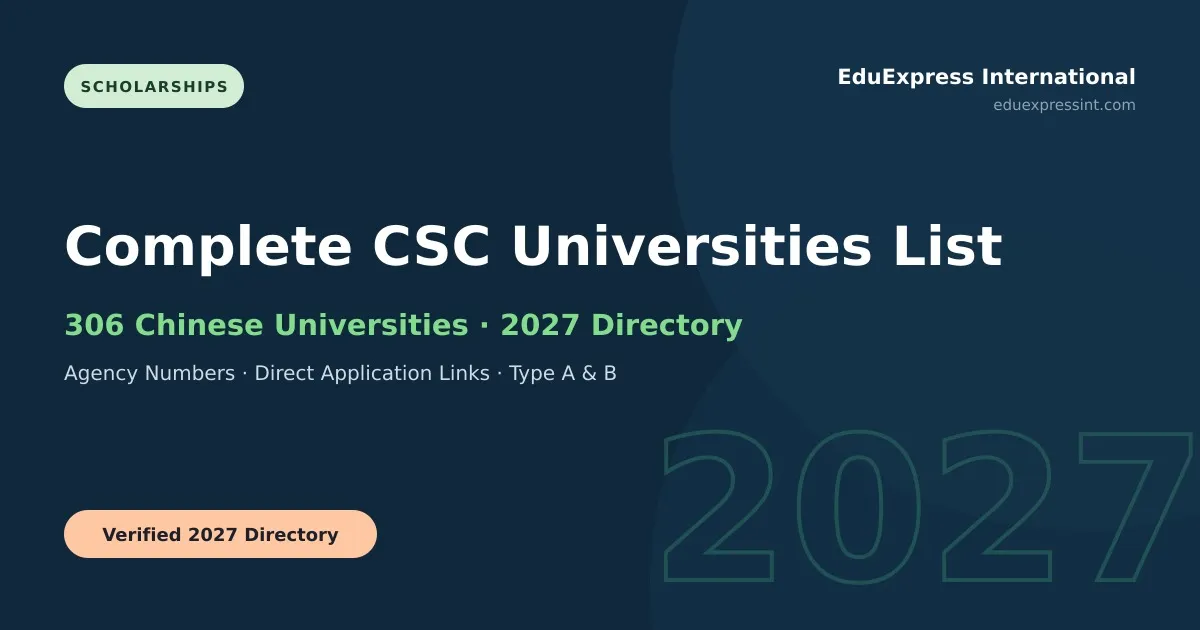 SCHOLARSHIPS
EduExpress International
eduexpressint.com
Complete CSC Universities List
306 Chinese Universities · 2027 Directory
Agency Numbers · Direct Application Links · Type A & B
2027
Verified 2027 Directory